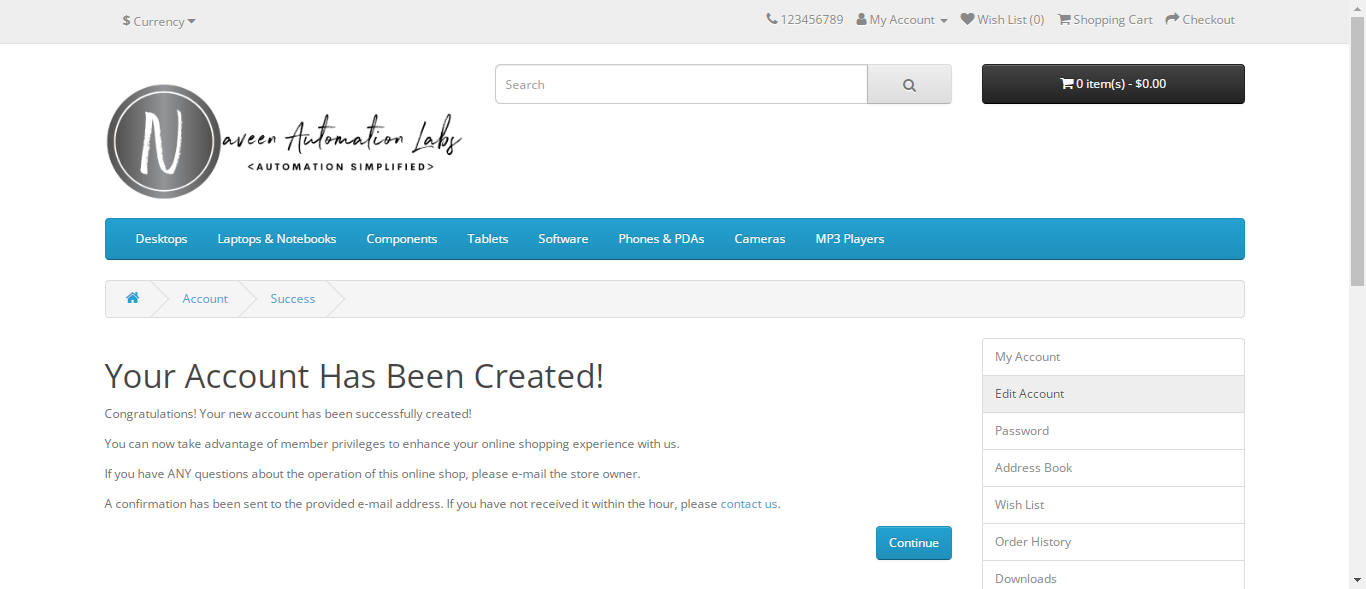 $ Currency
123456789 My Account Wish List (0) Shopping Cart Checkout
Search
0 item(s) - $0.00
N
aveen Automation Labs
<AUTOMATION SIMPLIFIED>
Desktops Laptops & Notebooks Components Tablets Software Phones & PDAs Cameras MP3 Players
Account Success
Your Account Has Been Created!
Congratulations! Your new account has been successfully created!
You can now take advantage of member privileges to enhance your online shopping experience with us.
If you have ANY questions about the operation of this online shop, please e-mail the store owner.
A confirmation has been sent to the provided e-mail address. If you have not received it within the hour, please contact us.
Continue
My Account
Edit Account
Password
Address Book
Wish List
Order History
Downloads